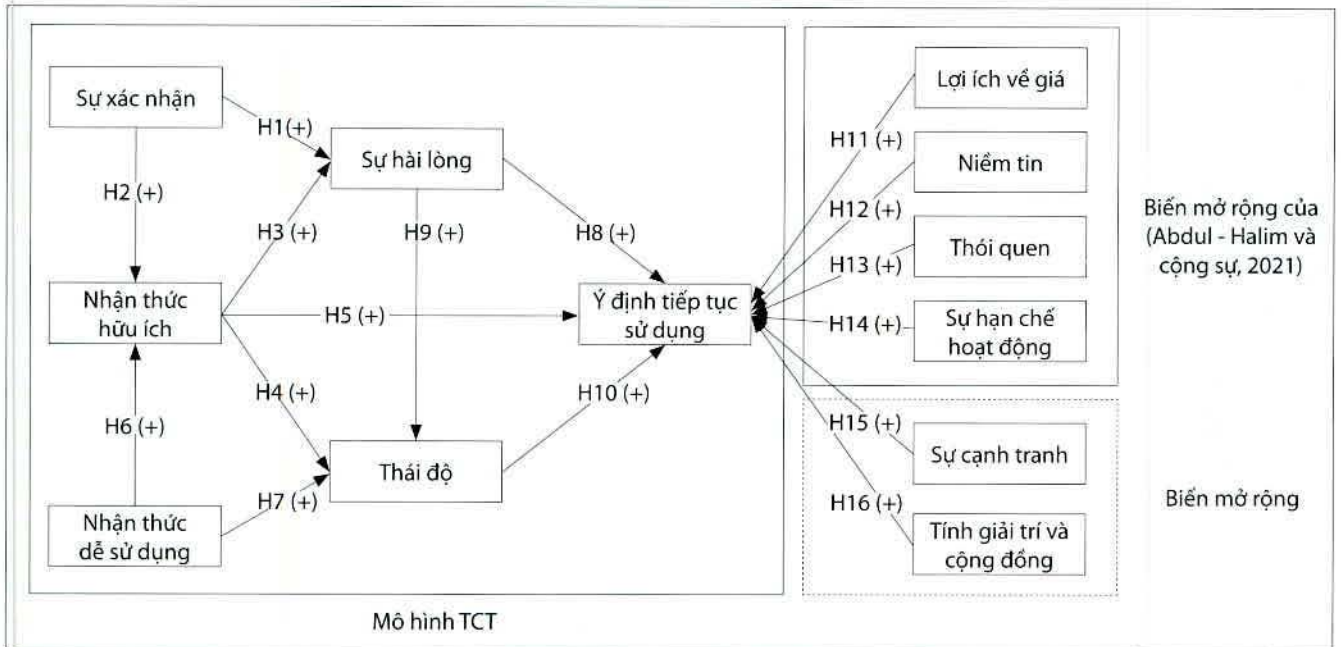 Sự xác nhận
H1(+)
H2 (+)
Sự hài lòng
H3 (+)
H9 (+)
H8 (+)
Nhận thức
hữu ích
H5 (+)
Ý định tiếp tục
sử dụng
H4 (+)
H10 (+)
H6 (+)
Thái độ
H7 (+)
Nhận thức
dễ sử dụng
Mô hình TCT
Lợi ích về giá
H11 (+)
Niềm tin
H12 (+)
Thói quen
H13 (+)
Sự hạn chế
hoạt động
H14 (+)
H15 (+)
Sự cạnh tranh
H16 (+)
Tính giải trí và
cộng đồng
Biến mở rộng của
(Abdul - Halim và
cộng sự, 2021)
Biến mở rộng